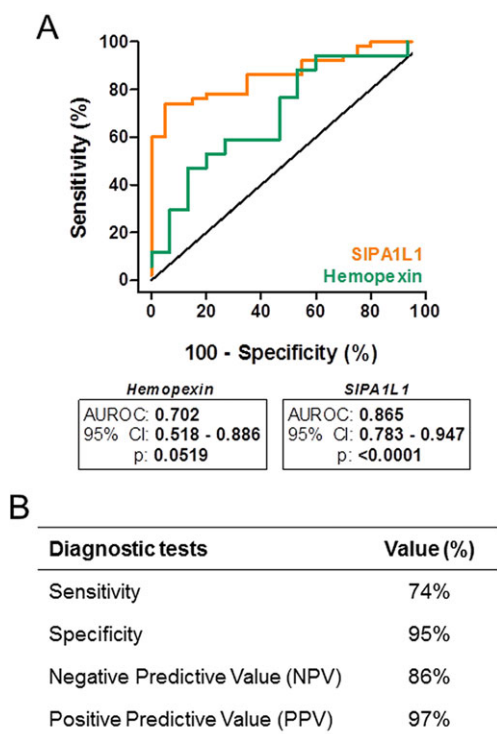 A
Sensitivity (%)
100
80
60
40
20
0
SIPA1L1
Hemopexin
0 20 40 60 80 100
100 - Specificity (%)
Hemopexin
AUROC: 0.702
95% CI: 0.518 - 0.886
p: 0.0519
SIPA1L1
AUROC: 0.865
95% CI: 0.783 - 0.947
p: <0.0001
B
Diagnostic tests Value (%)
Sensitivity 74%
Specificity 95%
Negative Predictive Value (NPV) 86%
Positive Predictive Value (PPV) 97%